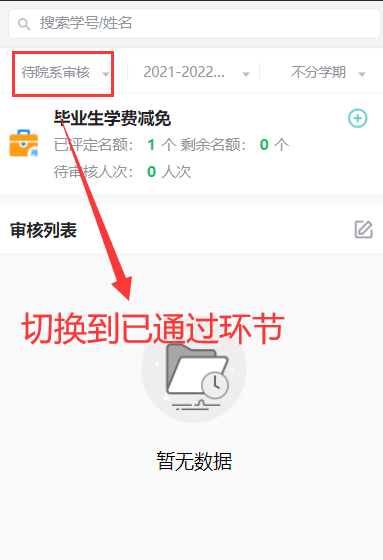 搜索学号/姓名
待院系审核 2021-2022... 不分学期
毕业生学费减免
已评定名额： 1 个 剩余名额： 0 个
待审核人次： 0 人次
审核列表
切换到已通过环节
暂无数据